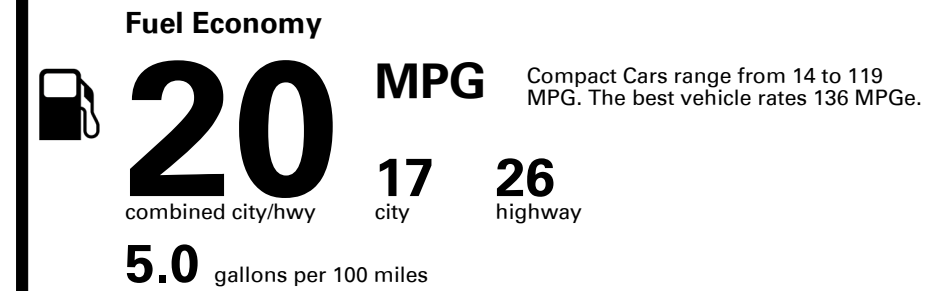 Fuel Economy
20 MPG
Compact Cars range from 14 to 119
MPG. The best vehicle rates 136 MPGe.
combined city/hwy
17
city
26
highway
5.0 gallons per 100 miles